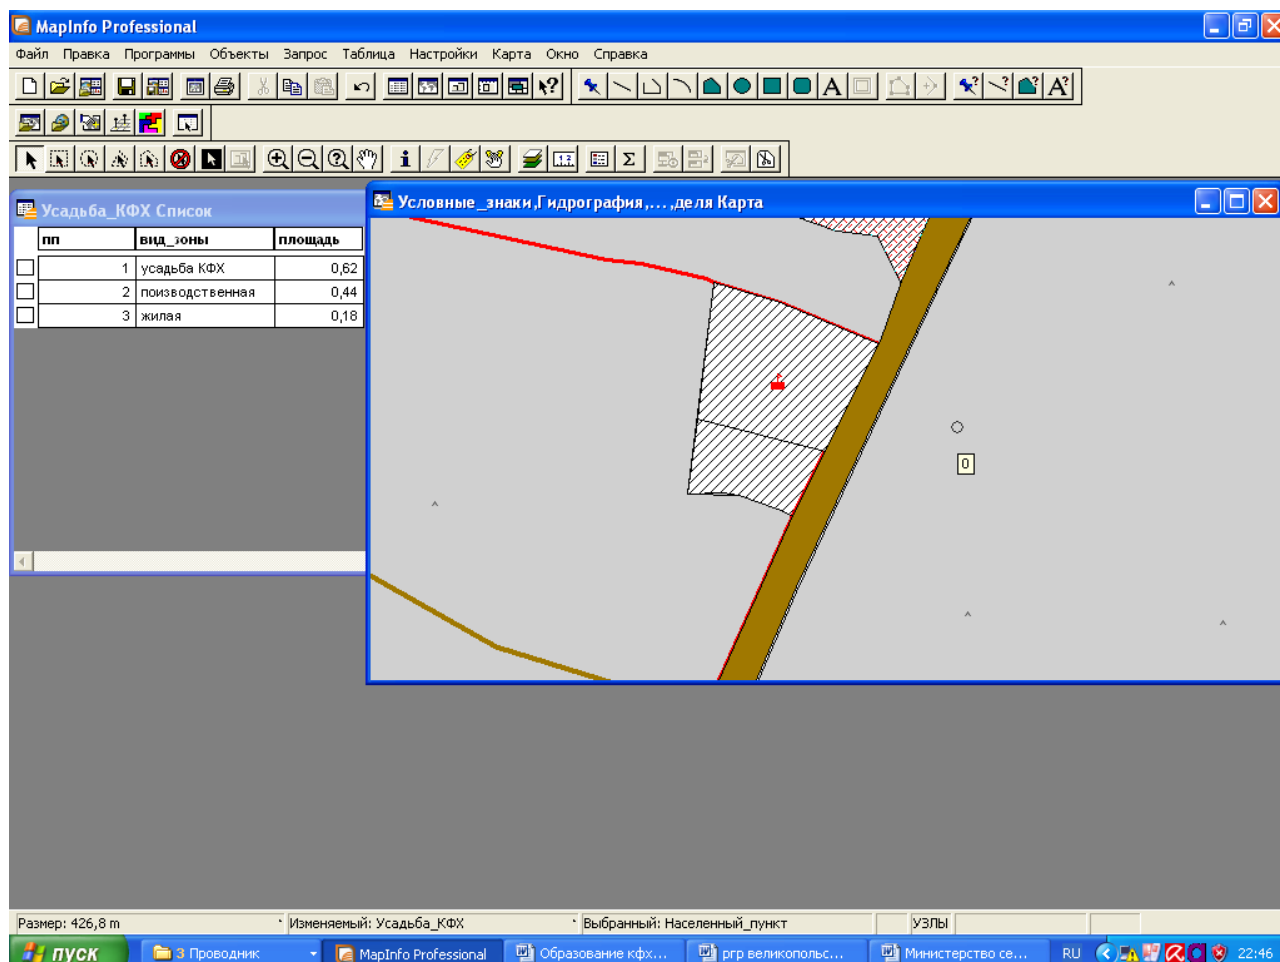 MapInfo Professional
Файл Правка Программы Объекты Запрос Таблица Настройки Карта Окно Справка
Усадьба_КФХ Список
пп вид_зоны площадь
1 усадьба КФХ 0,62
2 поизводственная 0,44
3 жилая 0,18
Условные_знаки,Гидрография,...,деля Карта
0
Размер: 426,8 m Изменяемый: Усадьба_КФХ Выбранный: Населенный_пункт УЗЛЫ
пуск 3 Проводник MapInfo Professional Образование кфх... прг великопольс... Министерство се... RU 22:46